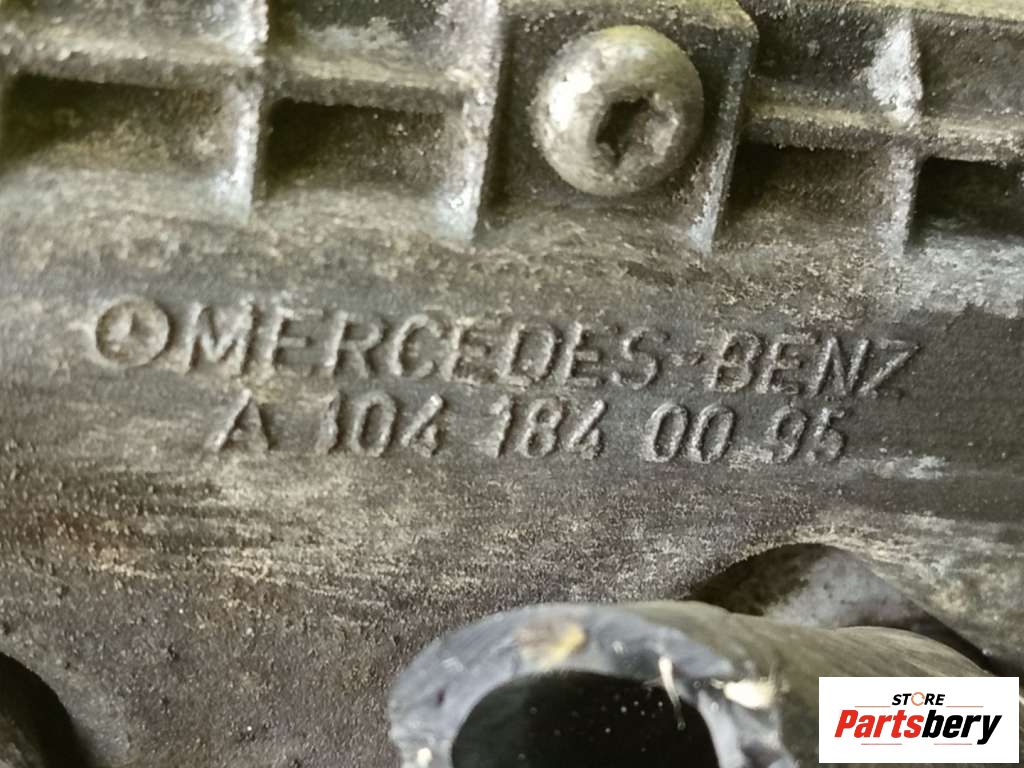 MERCEDES-BENZ
A 104 184 00 95
STORE
Partsbery